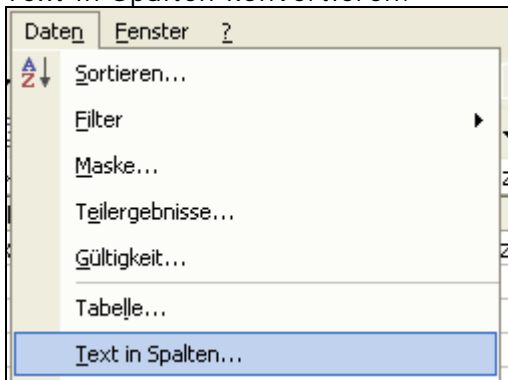 Text in Spalten konvertieren.
Daten Fenster ?
Sortieren...
Filter
Maske...
Teilergebnisse...
Gültigkeit...
Tabelle...
Text in Spalten...